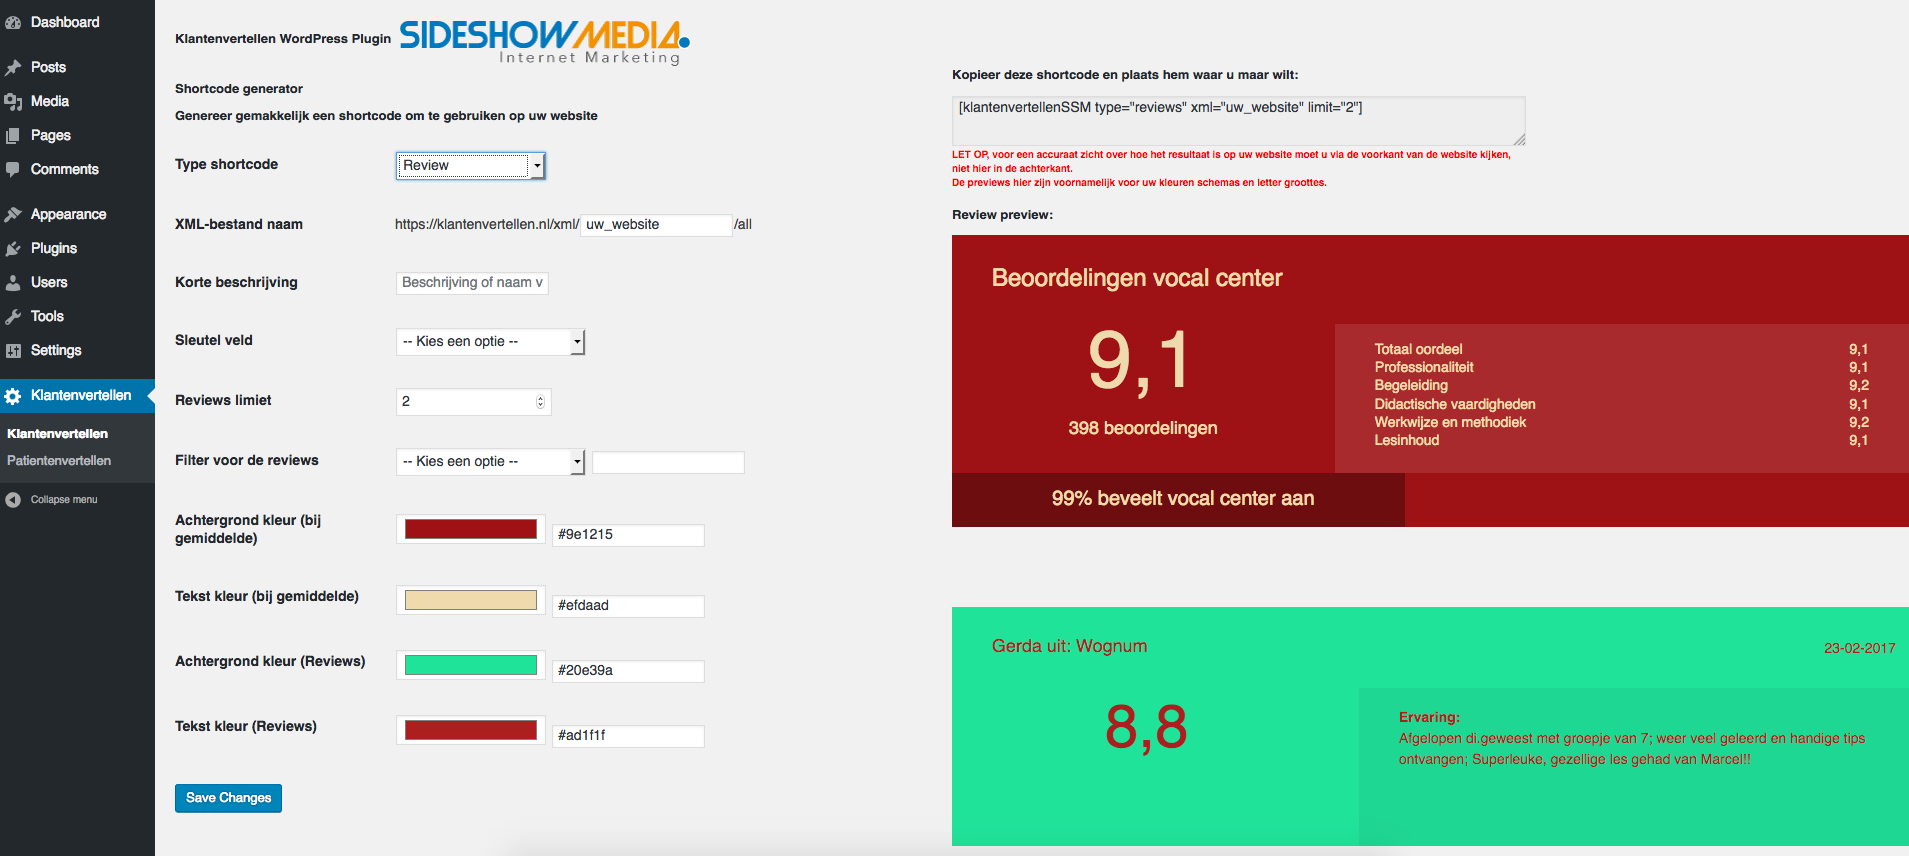 Dashboard
Posts
Media
Pages
Comments
Appearance
Plugins
Users
Tools
Settings
Klantenvertellen
Klantenvertellen
Patientenvertellen
Collapse menu
Klantenvertellen WordPress Plugin
SIDESHOWMEDIA.
Internet Marketing
Shortcode generator
Genereer gemakkelijk een shortcode om te gebruiken op uw website
Type shortcode
Review
XML-bestand naam
https://klantenvertellen.nl/xml/ uw_website /all
Korte beschrijving
Beschrijving of naam v
Sleutel veld
-- Kies een optie --
Reviews limiet
2
Filter voor de reviews
-- Kies een optie --
Achtergrond kleur (bij
gemiddelde)
#9e1215
Tekst kleur (bij gemiddelde)
#efdaad
Achtergrond kleur (Reviews)
#20e39a
Tekst kleur (Reviews)
#ad1f1f
Save Changes
Kopieer deze shortcode en plaats hem waar u maar wilt:
[klantenvertellenSSM type="reviews" xml="uw_website" limit="2"]
LET OP, voor een accuraat zicht over hoe het resultaat is op uw website moet u via de voorkant van de website kijken,
niet hier in de achterkant.
De previews hier zijn voornamelijk voor uw kleuren schemas en letter groottes.
Review preview:
Beoordelingen vocal center
9,1
398 beoordelingen
Totaal oordeel 9,1
Professionaliteit 9,1
Begeleiding 9,2
Didactische vaardigheden 9,1
Werkwijze en methodiek 9,2
Lesinhoud 9,1
99% beveelt vocal center aan
Gerda uit: Wognum
23-02-2017
8,8
Ervaring:
Afgelopen di.geweest met groepje van 7; weer veel geleerd en handige tips
ontvangen; Superleuke, gezellige les gehad van Marcel!!